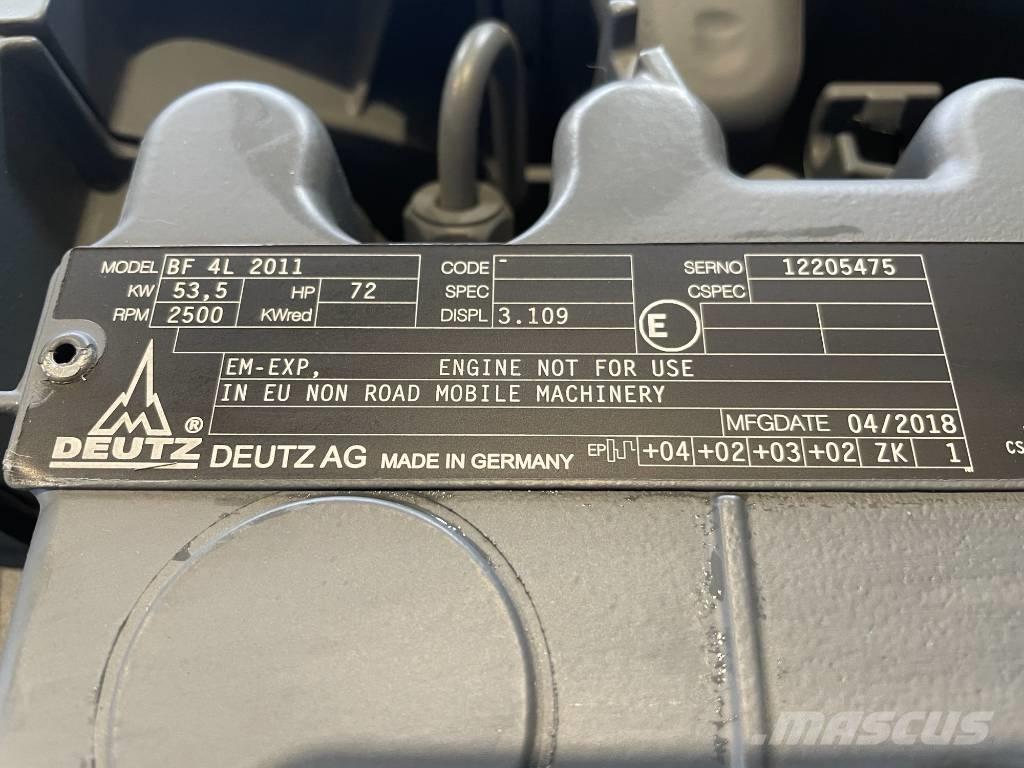 MODEL BF 4L 2011 CODE - SERNO 12205475
KW 53,5 HP 72 SPEC CSPEC
RPM 2500 KWred DISPL 3.109 E
EM-EXP, ENGINE NOT FOR USE
IN EU NON ROAD MOBILE MACHINERY
MFGDATE 04/2018
DEUTZ ® DEUTZ AG MADE IN GERMANY EP +04 +02 +03 +02 ZK 1
CS
MASCUS